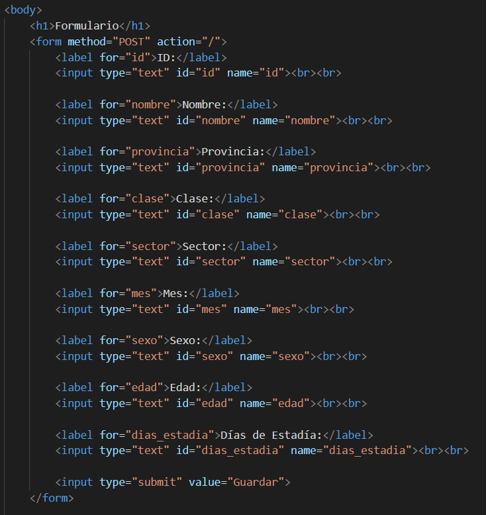 <body>
<h1>Formulario</h1>
<form method="POST" action="/">
<label for="id">ID:</label>
<input type="text" id="id" name="id"><br><br>
<label for="nombre">Nombre:</label>
<input type="text" id="nombre" name="nombre"><br><br>
<label for="provincia">Provincia:</label>
<input type="text" id="provincia" name="provincia"><br><br>
<label for="clase">Clase:</label>
<input type="text" id="clase" name="clase"><br><br>
<label for="sector">Sector:</label>
<input type="text" id="sector" name="sector"><br><br>
<label for="mes">Mes:</label>
<input type="text" id="mes" name="mes"><br><br>
<label for="sexo">Sexo:</label>
<input type="text" id="sexo" name="sexo"><br><br>
<label for="edad">Edad:</label>
<input type="text" id="edad" name="edad"><br><br>
<label for="dias_estadia">Días de Estadía:</label>
<input type="text" id="dias_estadia" name="dias_estadia"><br><br>
<input type="submit" value="Guardar">
</form>